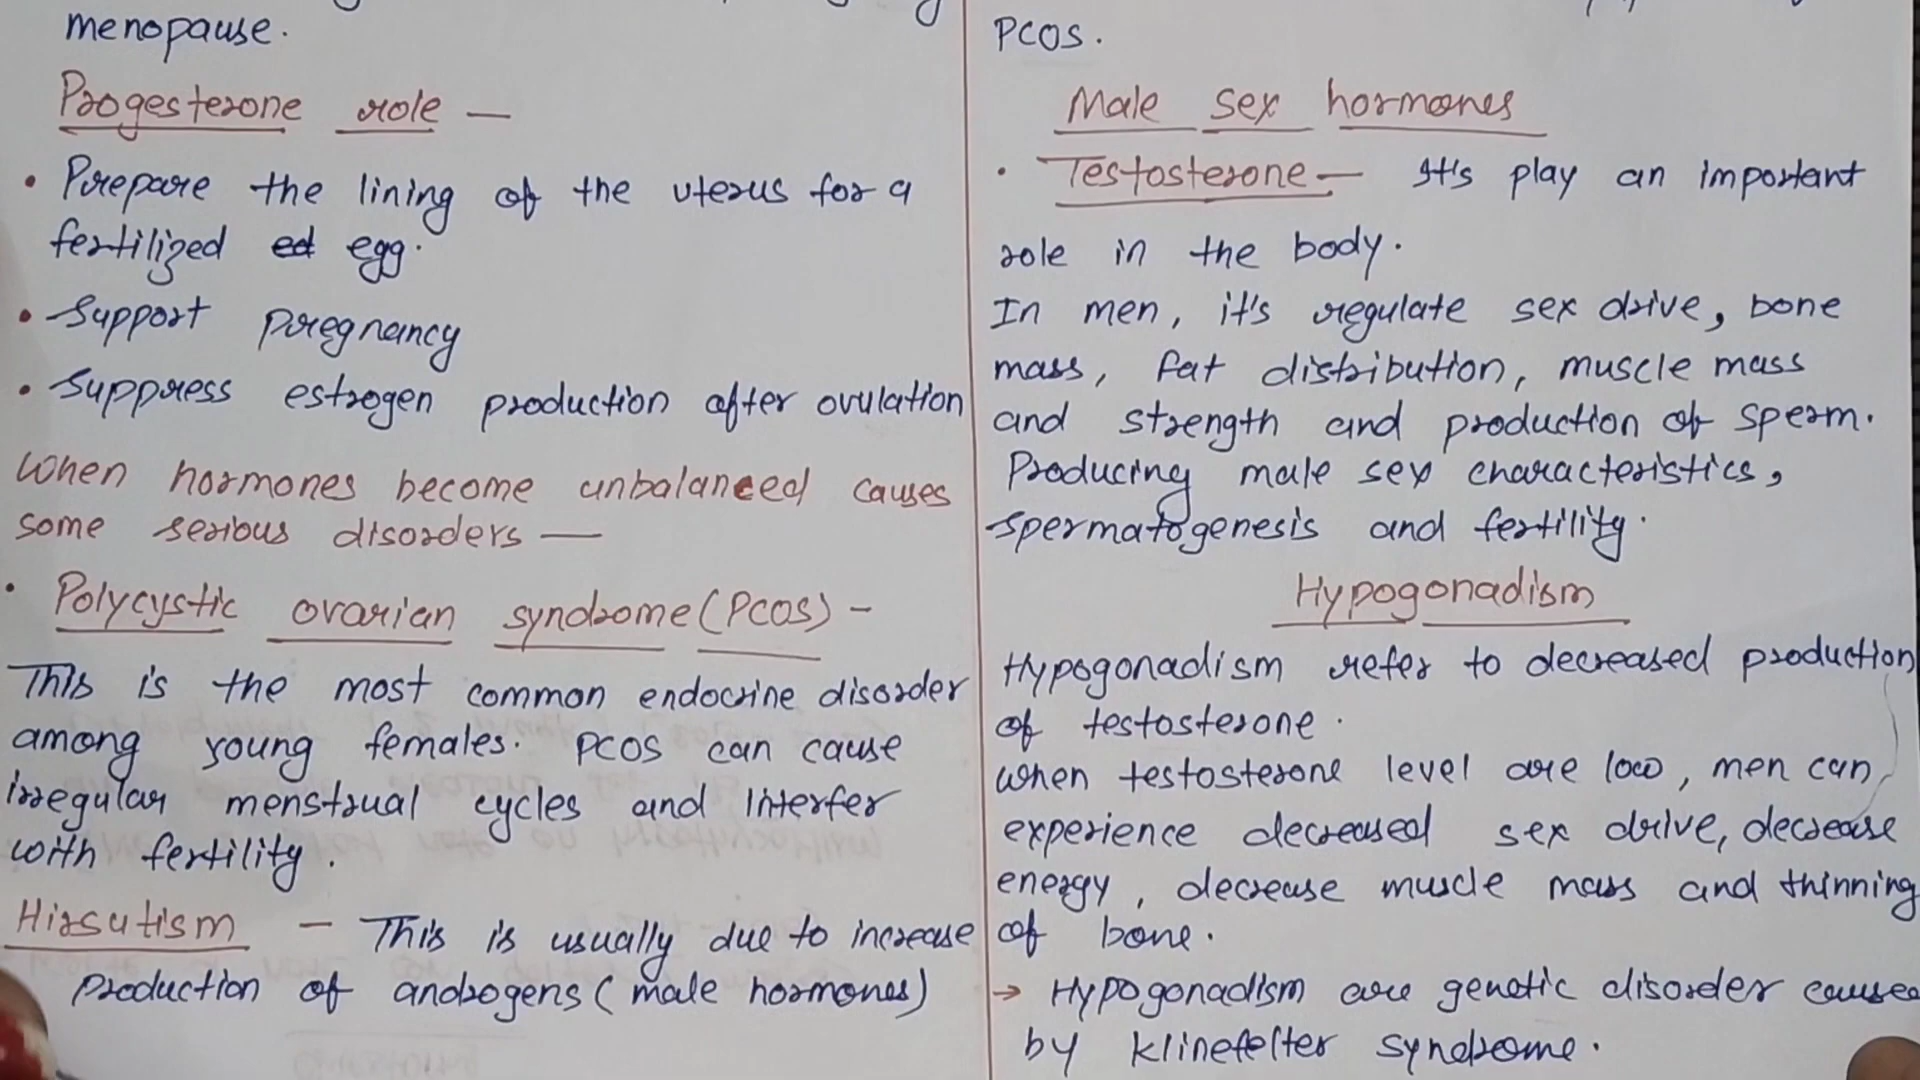 menopause.
Progesterone role —
• Prepare the lining of the uterus for a
fertilized ed egg.
• Support pregnancy
• Suppress estrogen production after ovulation
When hormones become unbalanced causes
some serious disorders —
• Polycystic ovarian syndrome (PCOS) -
This is the most common endocrine disorder
among young females. PCOS can cause
irregular menstrual cycles and Interfer
with fertility.
Hirsutism - This is usually due to increase
production of androgens (male hormones)
PCOS.
Male sex hormones
• Testosterone — It's play an important
role in the body.
In men, it's regulate sex drive, bone
mass, fat distribution, muscle mass
and strength and production of sperm.
Producing male sex characteristics,
spermatogenesis and fertility.
Hypogonadism
Hypogonadism refer to decreased production
of testosterone.
When testosterone level are low, men can
experience decreased sex drive, decrease
energy, decrease muscle mass and thinning
of bone.
→ Hypogonadism are genetic disorder caused
by klinefelter syndrome.